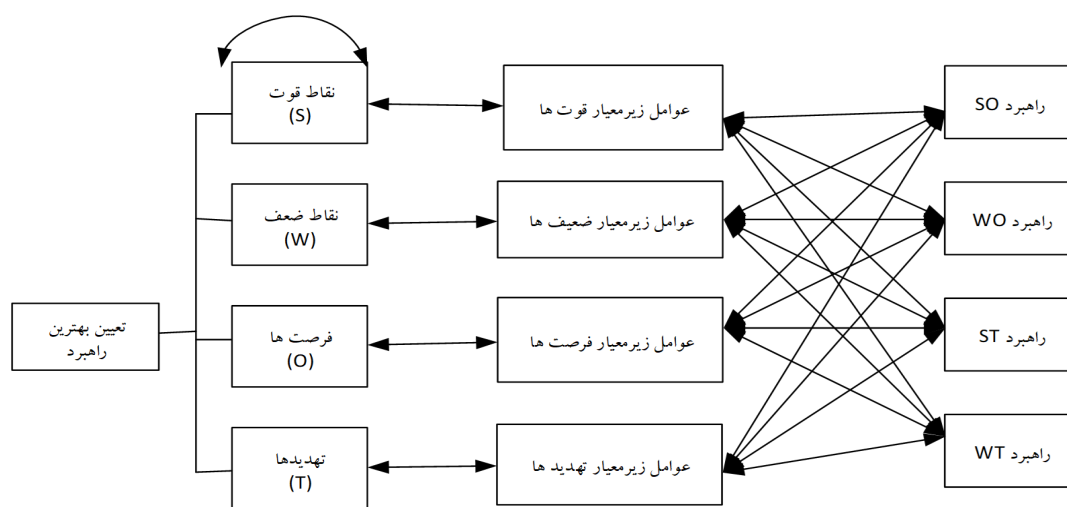 نقاط قوت
(S)
عوامل زیرمعیار قوت ها
راهبرد SO
نقاط ضعف
(W)
عوامل زیرمعیار ضعیف ها
راهبرد WO
تعیین بهترین
راهبرد
فرصت ها
(O)
عوامل زیرمعیار فرصت ها
راهبرد ST
تهدیدها
(T)
عوامل زیرمعیار تهدید ها
راهبرد WT